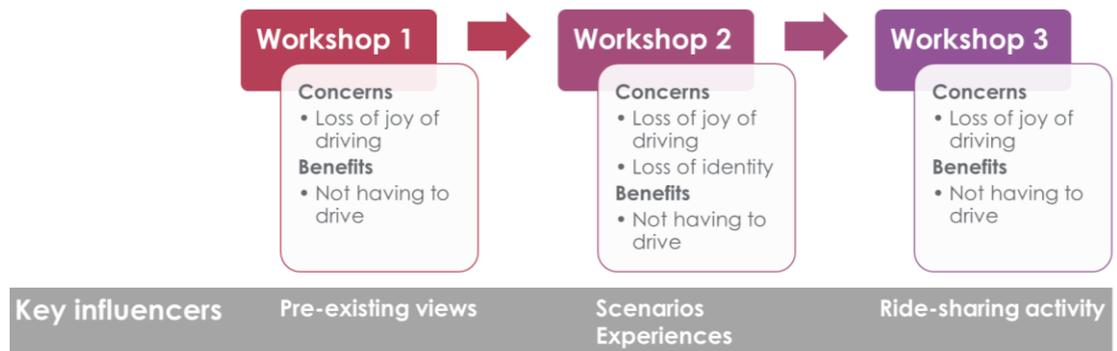 Workshop 1
Concerns
• Loss of joy of
driving
Benefits
• Not having to
drive
Workshop 2
Concerns
• Loss of joy of
driving
• Loss of identity
Benefits
• Not having to
drive
Workshop 3
Concerns
• Loss of joy of
driving
Benefits
• Not having to
drive
Key influencers
Pre-existing views
Scenarios
Experiences
Ride-sharing activity